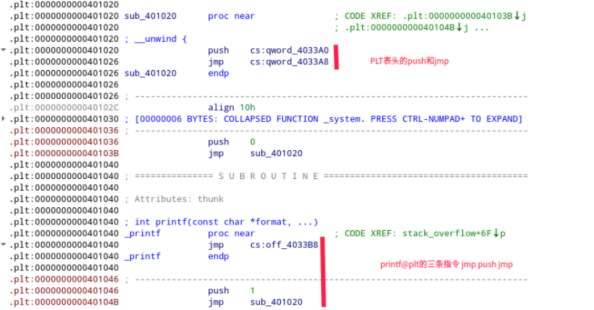 .plt:0000000000401020
.plt:0000000000401020 sub_401020 proc near ; CODE XREF: .plt:000000000040103B↓j
.plt:0000000000401020 ; .plt:000000000040104B↓j ...
.plt:0000000000401020 ; __unwind {
.plt:0000000000401020 push cs:qword_4033A0
.plt:0000000000401026 jmp cs:qword_4033A8
PLT表头的push和jmp
.plt:0000000000401026 sub_401020 endp
.plt:0000000000401026
.plt:0000000000401026 ; ---------------------------------------------------------------------------
.plt:000000000040102C align 10h
.plt:0000000000401030 ; [00000006 BYTES: COLLAPSED FUNCTION _system. PRESS CTRL-NUMPAD+ TO EXPAND]
.plt:0000000000401036 ; ---------------------------------------------------------------------------
.plt:0000000000401036 push 0
.plt:000000000040103B jmp sub_401020
.plt:0000000000401040
.plt:0000000000401040 ; =============== S U B R O U T I N E =======================================
.plt:0000000000401040
.plt:0000000000401040 ; Attributes: thunk
.plt:0000000000401040
.plt:0000000000401040 ; int printf(const char *format, ...)
.plt:0000000000401040 _printf proc near ; CODE XREF: stack_overflow+6F↓p
.plt:0000000000401040 jmp cs:off_4033B8
.plt:0000000000401040 _printf endp
printf@plt的三条指令 jmp push jmp
.plt:0000000000401040
.plt:0000000000401046 ; ---------------------------------------------------------------------------
.plt:0000000000401046 push 1
.plt:000000000040104B jmp sub_401020